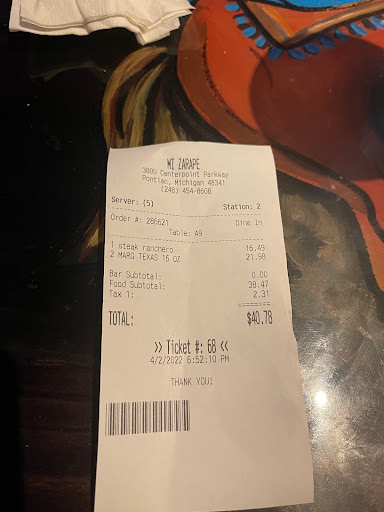 MI ZARAPE
3800 Centerpoint Parkway
Pontiac, Michigan 48341
(248) 454-8608
Server: (5) Station: 2
Order #: 286621 Dine In
Table: A9
1 steak ranchero 16.49
2 MARG TEXAS 16 OZ 21.98
Bar Subtotal: 0.00
Food Subtotal: 38.47
Tax 1: 2.31
=======
TOTAL: $40.78
>> Ticket #: 68 <<
4/2/2022 6:52:10 PM
THANK YOU!